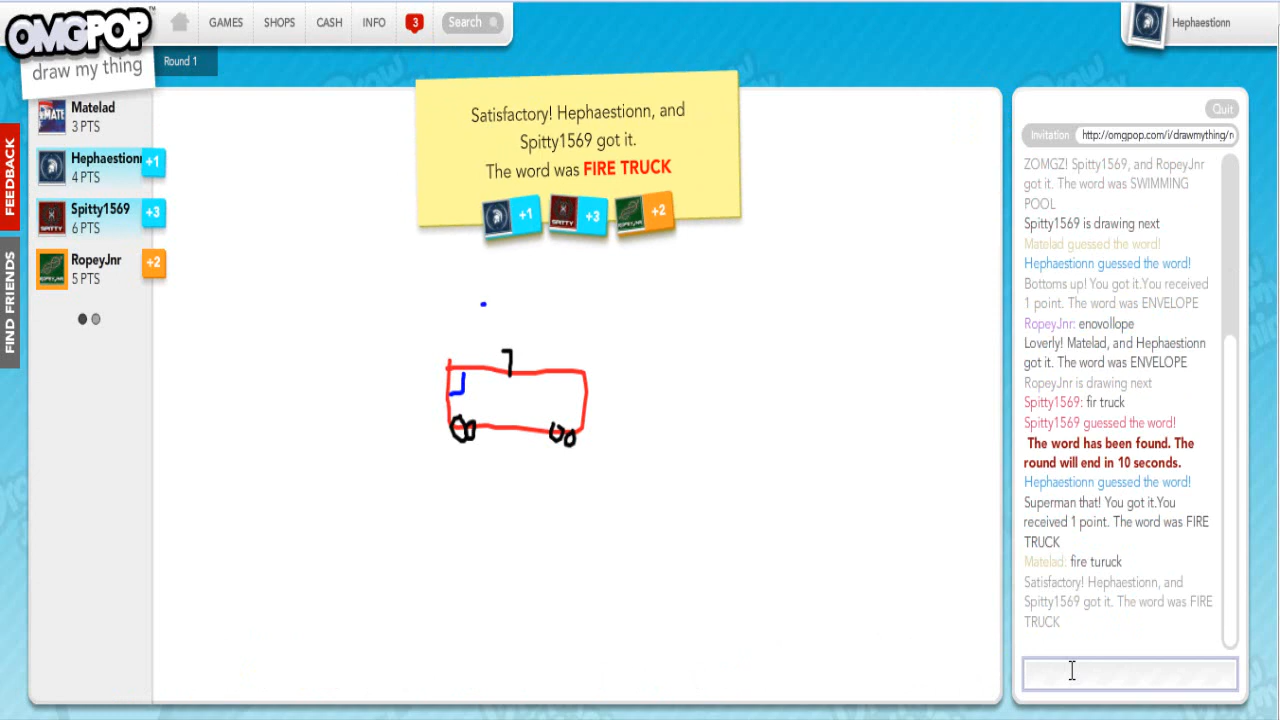 OMGPOP
TM
draw my thing
GAMES
SHOPS
CASH
INFO
3
Search
Hephaestionn
Round 1
FEEDBACK
FIND FRIENDS
Matelad
3 PTS
Hephaestionn
4 PTS
+1
Spitty1569
6 PTS
+3
RopeyJnr
5 PTS
+2
Satisfactory! Hephaestionn, and
Spitty1569 got it.
The word was FIRE TRUCK
+1
+3
+2
Quit
Invitation
http://omgpop.com/i/drawmything/r
ZOMGZ! Spitty1569, and RopeyJnr
got it. The word was SWIMMING
POOL
Spitty1569 is drawing next
Matelad guessed the word!
Hephaestionn guessed the word!
Bottoms up! You got it.You received
1 point. The word was ENVELOPE
RopeyJnr: enovollope
Loverly! Matelad, and Hephaestionn
got it. The word was ENVELOPE
RopeyJnr is drawing next
Spitty1569: fir truck
Spitty1569 guessed the word!
The word has been found. The
round will end in 10 seconds.
Hephaestionn guessed the word!
Superman that! You got it.You
received 1 point. The word was FIRE
TRUCK
Matelad: fire turuck
Satisfactory! Hephaestionn, and
Spitty1569 got it. The word was FIRE
TRUCK